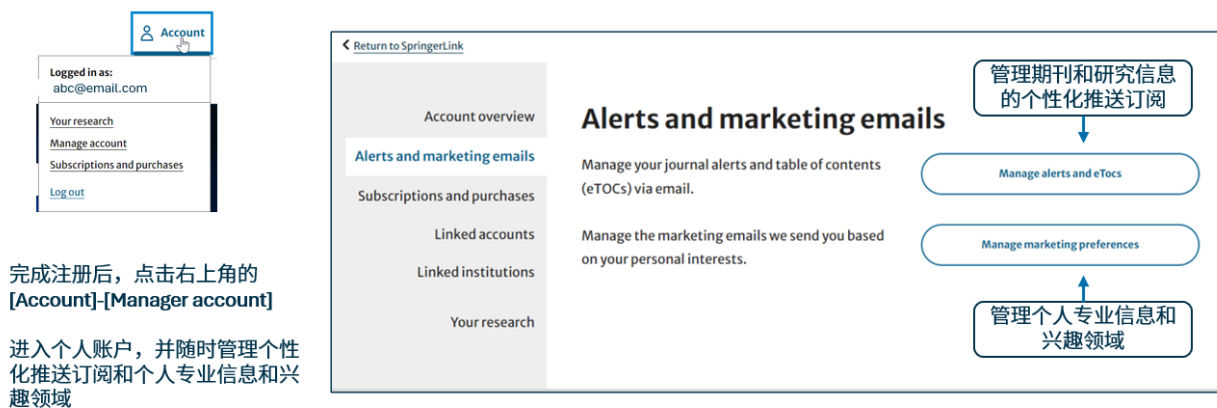 Account
Logged in as:
abc@email.com
Your research
Manage account
Subscriptions and purchases
Log out
完成注册后，点击右上角的
[Account]-[Manager account]
进入个人账户，并随时管理个性
化推送订阅和个人专业信息和兴
趣领域
Return to SpringerLink
Account overview
Alerts and marketing emails
Subscriptions and purchases
Linked accounts
Linked institutions
Your research
Alerts and marketing emails
Manage your journal alerts and table of contents
(eTOCs) via email.
Manage the marketing emails we send you based
on your personal interests.
管理期刊和研究信息
的个性化推送订阅
Manage alerts and eTocs
Manage marketing preferences
管理个人专业信息和
兴趣领域